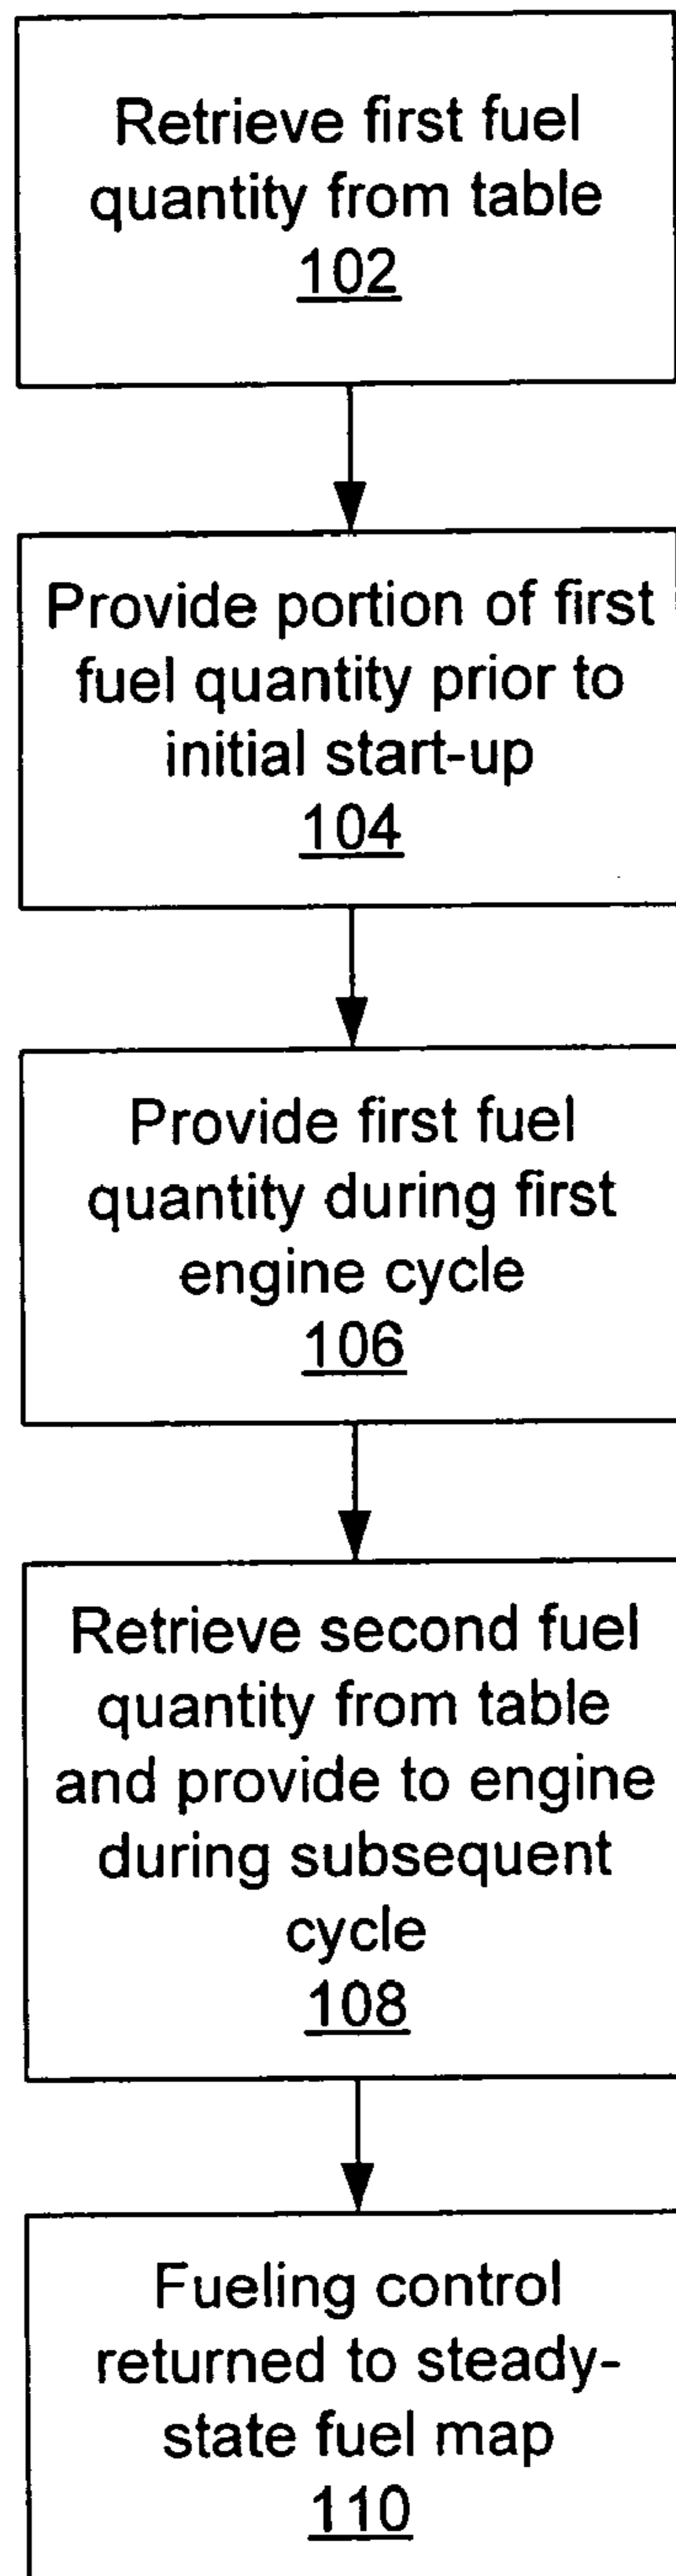 Retrieve first fuel
quantity from table
102
Provide portion of first
fuel quantity prior to
initial start-up
104
Provide first fuel
quantity during first
engine cycle
106
Retrieve second fuel
quantity from table
and provide to engine
during subsequent
cycle
108
Fueling control
returned to steady-
state fuel map
110